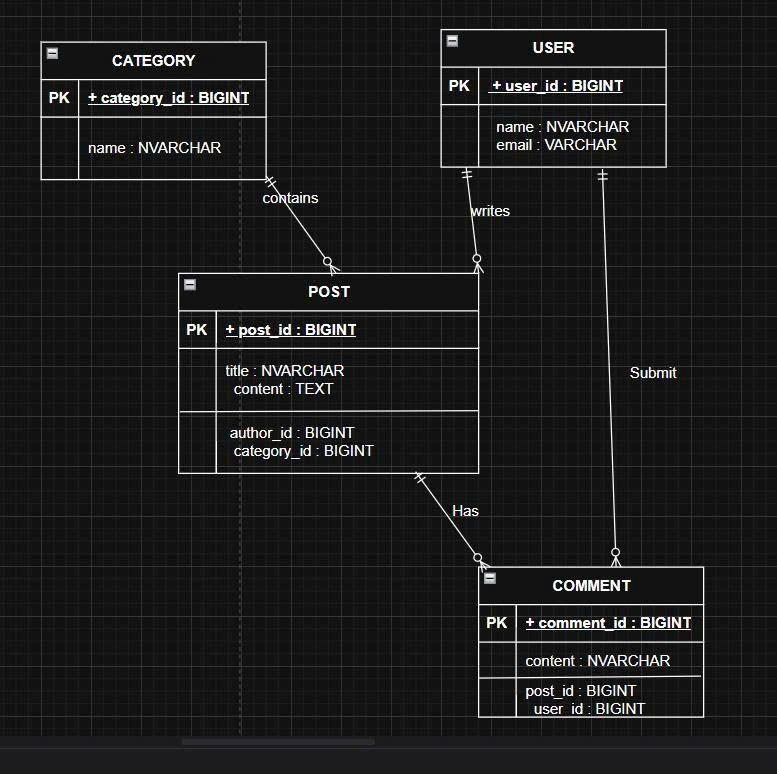 CATEGORY
PK
+ category_id : BIGINT
name : NVARCHAR
USER
PK
+ user_id : BIGINT
name : NVARCHAR
email : VARCHAR
contains
writes
POST
PK
+ post_id : BIGINT
title : NVARCHAR
content : TEXT
author_id : BIGINT
category_id : BIGINT
Submit
Has
COMMENT
PK
+ comment_id : BIGINT
content : NVARCHAR
post_id : BIGINT
user_id : BIGINT